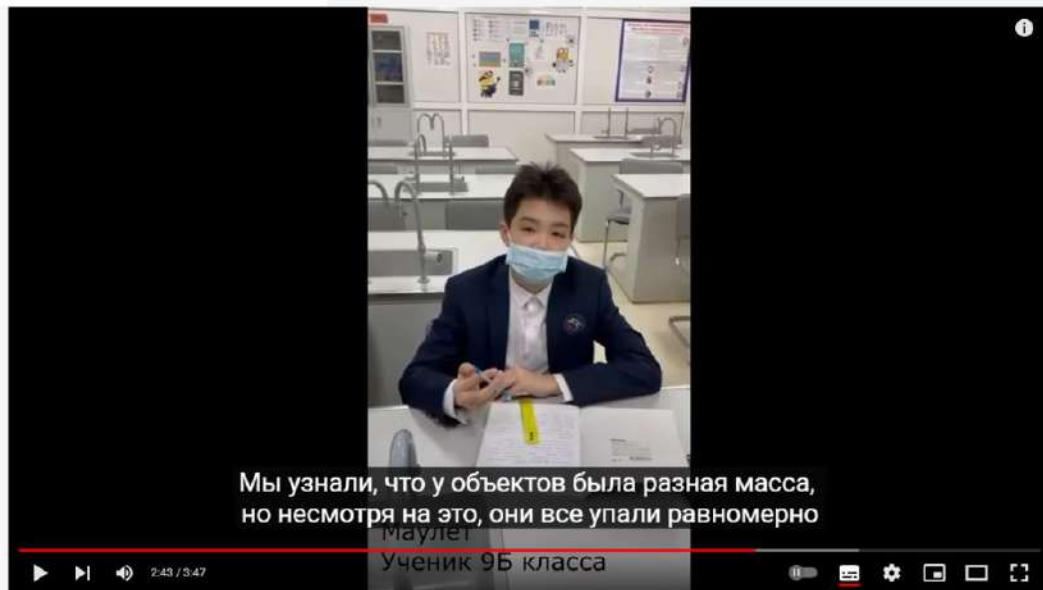 Мы узнали, что у объектов была разная масса,
но несмотря на это, они все упали равномерно
Маулет
Ученик 9Б класса
2:43 / 3:47